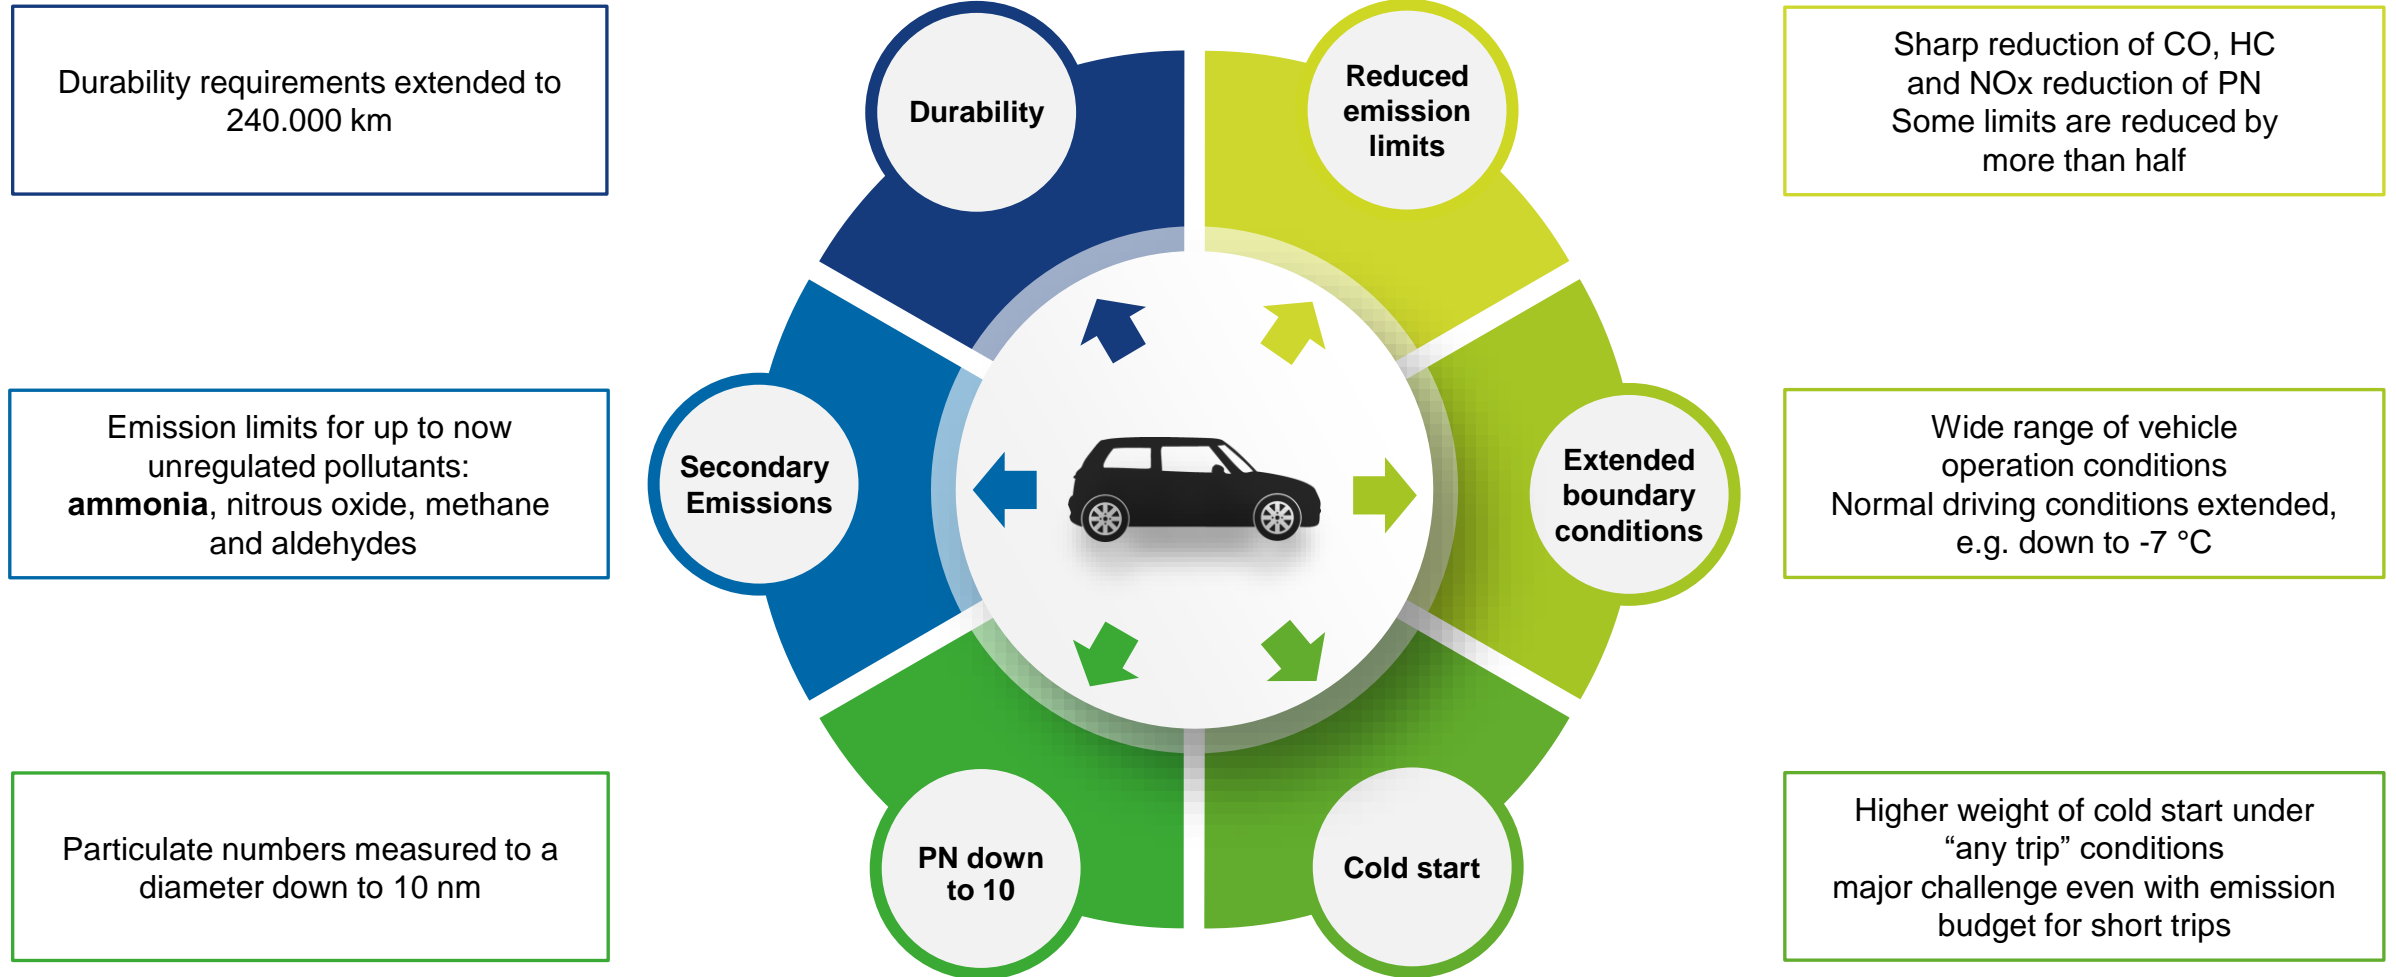 Durability requirements extended to
240.000 km
Durability
Reduced
emission
limits
Sharp reduction of CO, HC
and NOx reduction of PN
Some limits are reduced by
more than half
Emission limits for up to now
unregulated pollutants:
ammonia, nitrous oxide, methane
and aldehydes
Secondary
Emissions
Extended
boundary
conditions
Wide range of vehicle
operation conditions
Normal driving conditions extended,
e.g. down to -7 °C
Particulate numbers measured to a
diameter down to 10 nm
PN down
to 10
Cold start
Higher weight of cold start under
“any trip” conditions
major challenge even with emission
budget for short trips